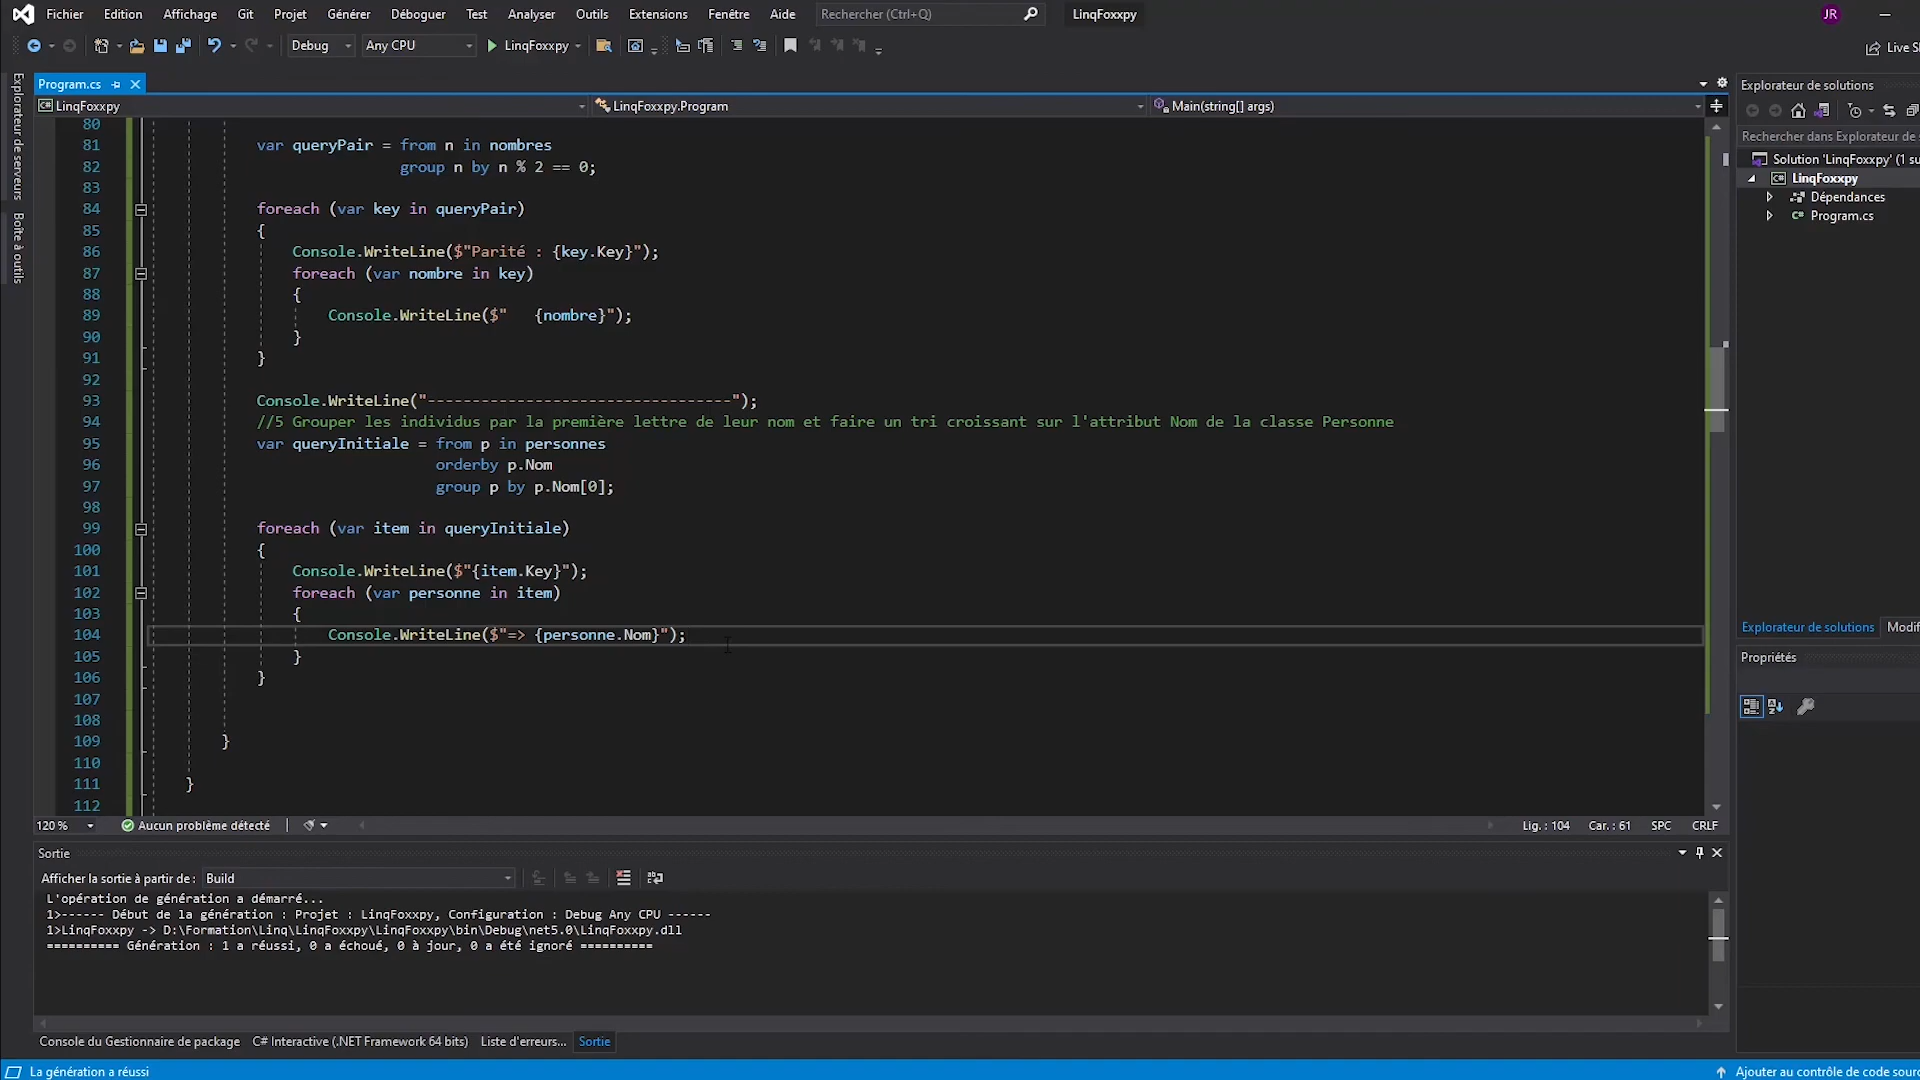 Fichier Edition Affichage Git Projet Générer Déboguer Test Analyser Outils Extensions Fenêtre Aide Rechercher (Ctrl+Q) LinqFoxxpy JR
Debug Any CPU LinqFoxxpy Live S
Explorateur de serveurs
Boîte à outils
Program.cs
LinqFoxxpy LinqFoxxpy.Program Main(string[] args)
80
81 var queryPair = from n in nombres
82 group n by n % 2 == 0;
83
84 foreach (var key in queryPair)
85 {
86 Console.WriteLine($"Parité : {key.Key}");
87 foreach (var nombre in key)
88 {
89 Console.WriteLine($"   {nombre}");
90 }
91 }
92
93 Console.WriteLine("----------------------------------");
94 //5 Grouper les individus par la première lettre de leur nom et faire un tri croissant sur l'attribut Nom de la classe Personne
95 var queryInitiale = from p in personnes
96 orderby p.Nom
97 group p by p.Nom[0];
98
99 foreach (var item in queryInitiale)
100 {
101 Console.WriteLine($"{item.Key}");
102 foreach (var personne in item)
103 {
104 Console.WriteLine($"=> {personne.Nom}");
105 }
106 }
107
108
109 }
110
111 }
112
120 % Aucun problème détecté Lig. : 104 Car. : 61 SPC CRLF
Sortie
Afficher la sortie à partir de : Build
L'opération de génération a démarré...
1>------ Début de la génération : Projet : LinqFoxxpy, Configuration : Debug Any CPU ------
1>LinqFoxxpy -> D:\Formation\Linq\LinqFoxxpy\LinqFoxxpy\bin\Debug\net5.0\LinqFoxxpy.dll
========== Génération : 1 a réussi, 0 a échoué, 0 à jour, 0 a été ignoré ==========
Console du Gestionnaire de package C# Interactive (.NET Framework 64 bits) Liste d'erreurs... Sortie
Explorateur de solutions
Rechercher dans Explorateur de s
Solution 'LinqFoxxpy' (1 su
LinqFoxxpy
Dépendances
Program.cs
Explorateur de solutions Modif
Propriétés
La génération a réussi Ajouter au contrôle de code sourc